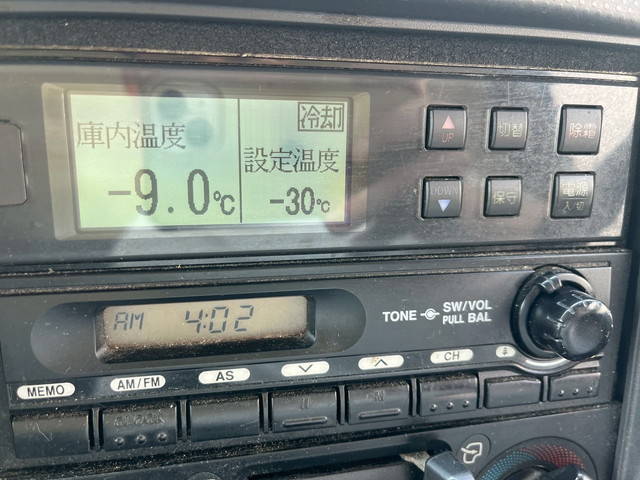 冷却
庫内温度
設定温度
-9.0℃
-30℃
UP
切替
除霜
DOWN
保守
電源
入/切
AM 4:02
TONE
SW/VOL
PULL BAL
MEMO
AM/FM
AS
CH